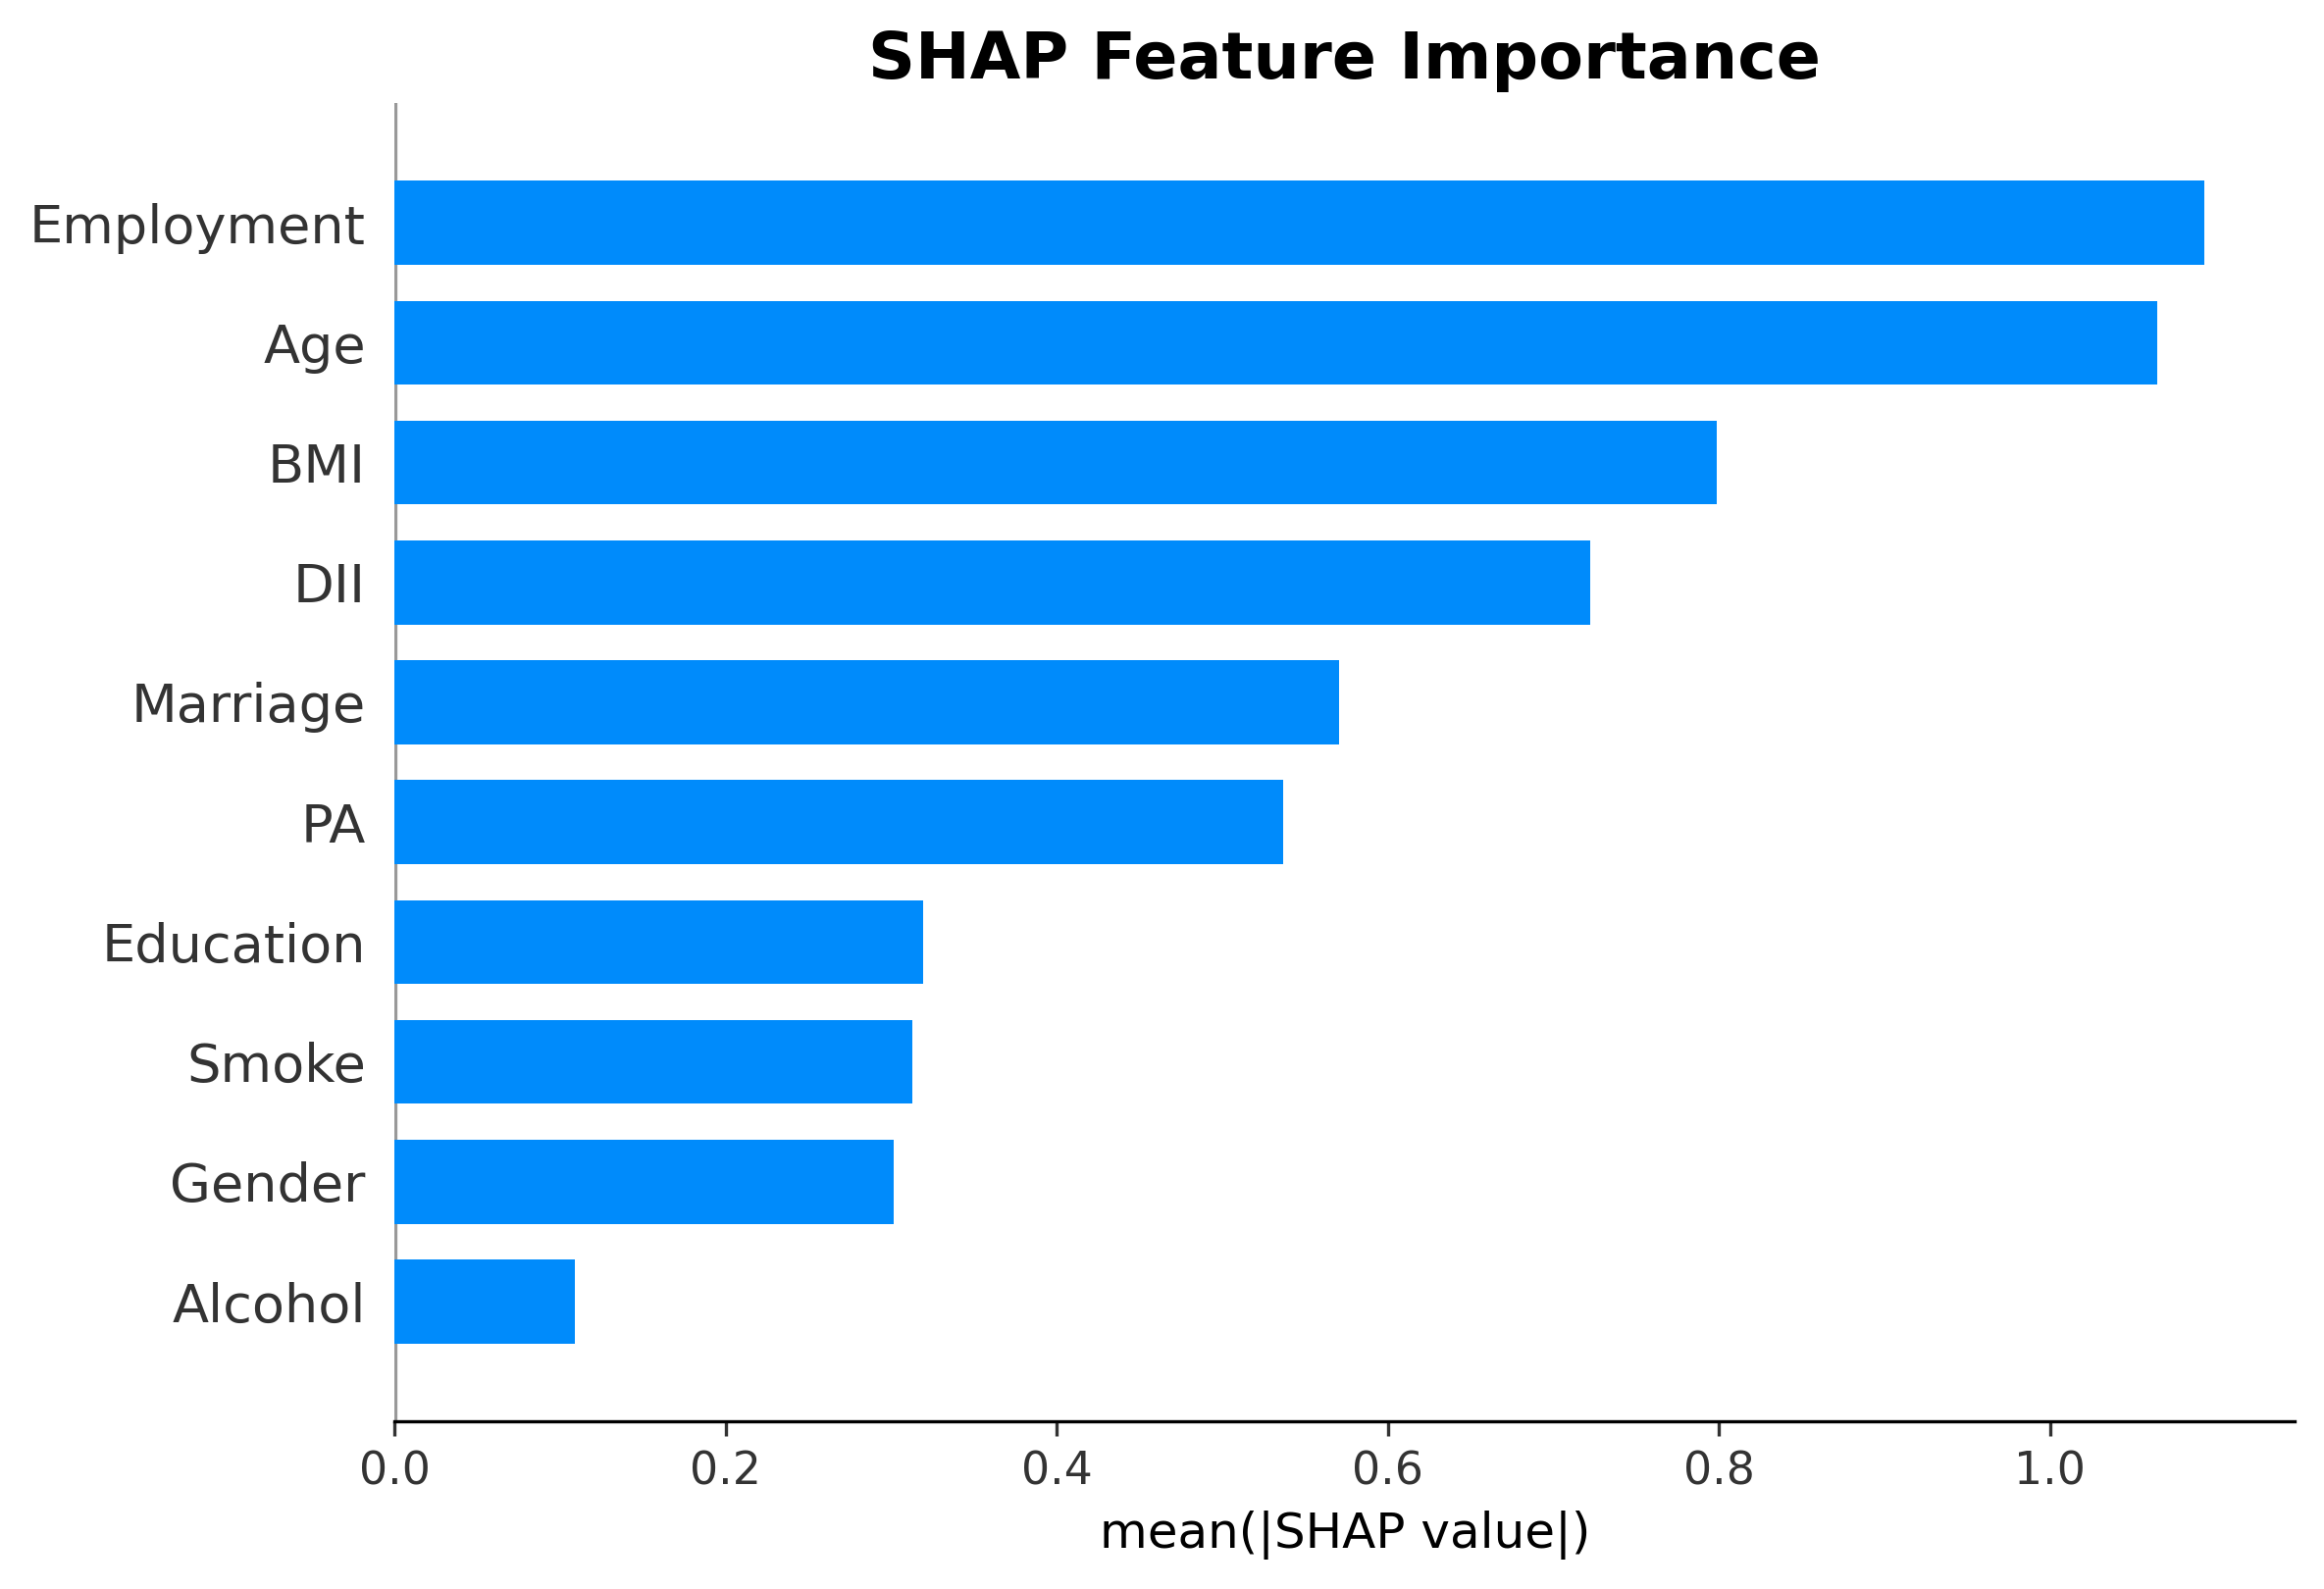 SHAP Feature Importance
Employment
Age
BMI
DII
Marriage
PA
Education
Smoke
Gender
Alcohol
0.0 0.2 0.4 0.6 0.8 1.0
mean(|SHAP value|)